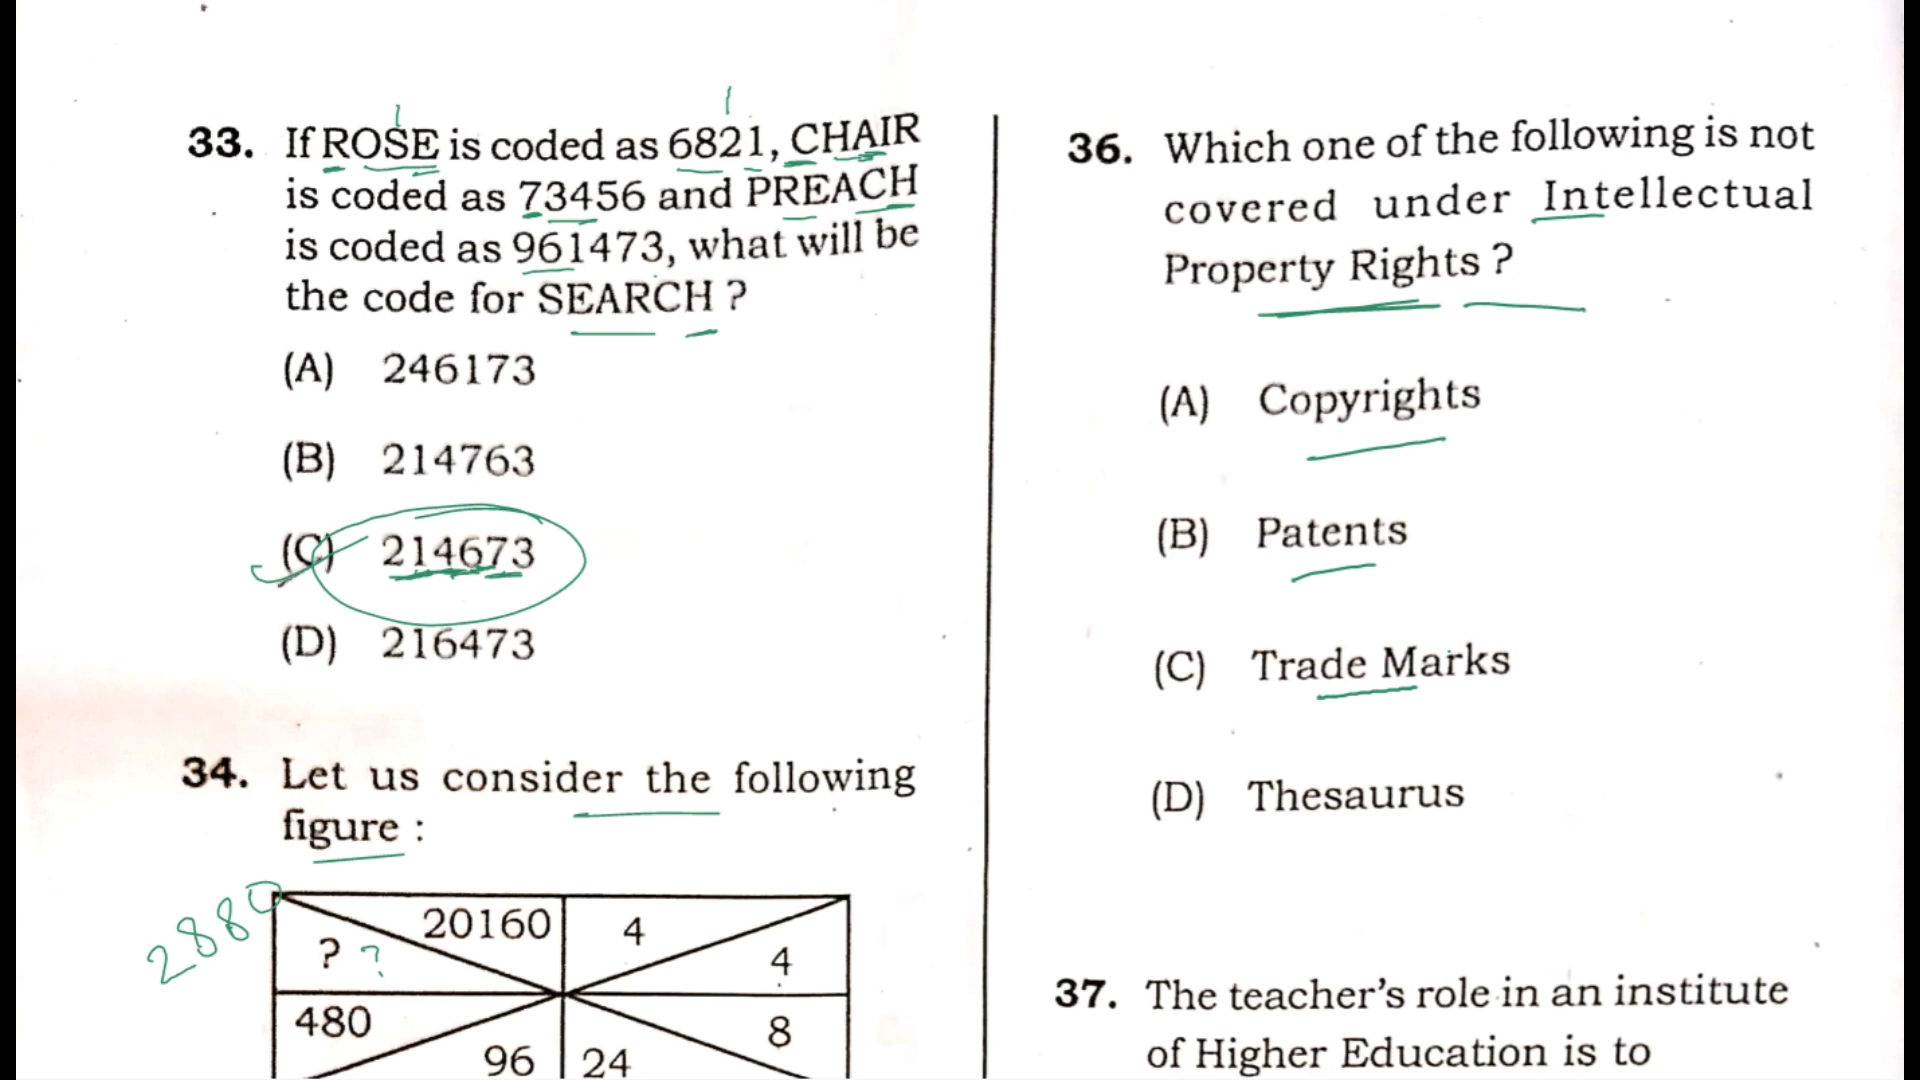 33. If ROSE is coded as 6821, CHAIR
is coded as 73456 and PREACH
is coded as 961473, what will be
the code for SEARCH ?
(A) 246173
(B) 214763
(C) 214673
(D) 216473
34. Let us consider the following
figure :
2880
20160
4
? ?
4
480
8
96
24
36. Which one of the following is not
covered under Intellectual
Property Rights ?
(A) Copyrights
(B) Patents
(C) Trade Marks
(D) Thesaurus
37. The teacher's role in an institute
of Higher Education is to